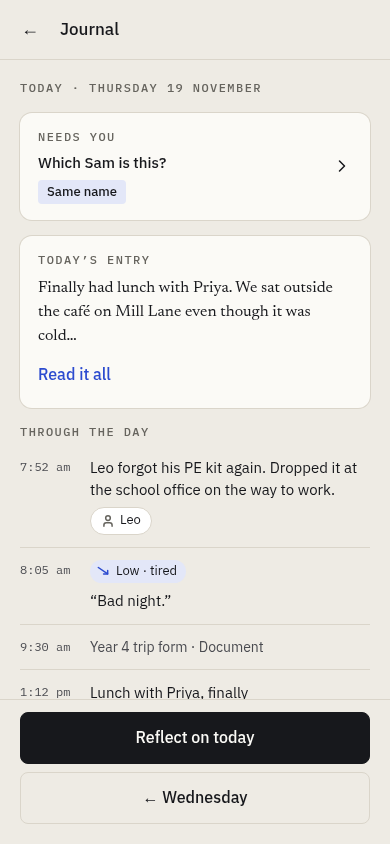 ← Journal
TODAY · THURSDAY 19 NOVEMBER
NEEDS YOU
Which Sam is this?
Same name
TODAY’S ENTRY
Finally had lunch with Priya. We sat outside
the café on Mill Lane even though it was
cold…
Read it all
THROUGH THE DAY
7:52 am
Leo forgot his PE kit again. Dropped it at
the school office on the way to work.
Leo
8:05 am
Low · tired
“Bad night.”
9:30 am
Year 4 trip form · Document
1:12 pm
Lunch with Priya, finally
Reflect on today
← Wednesday